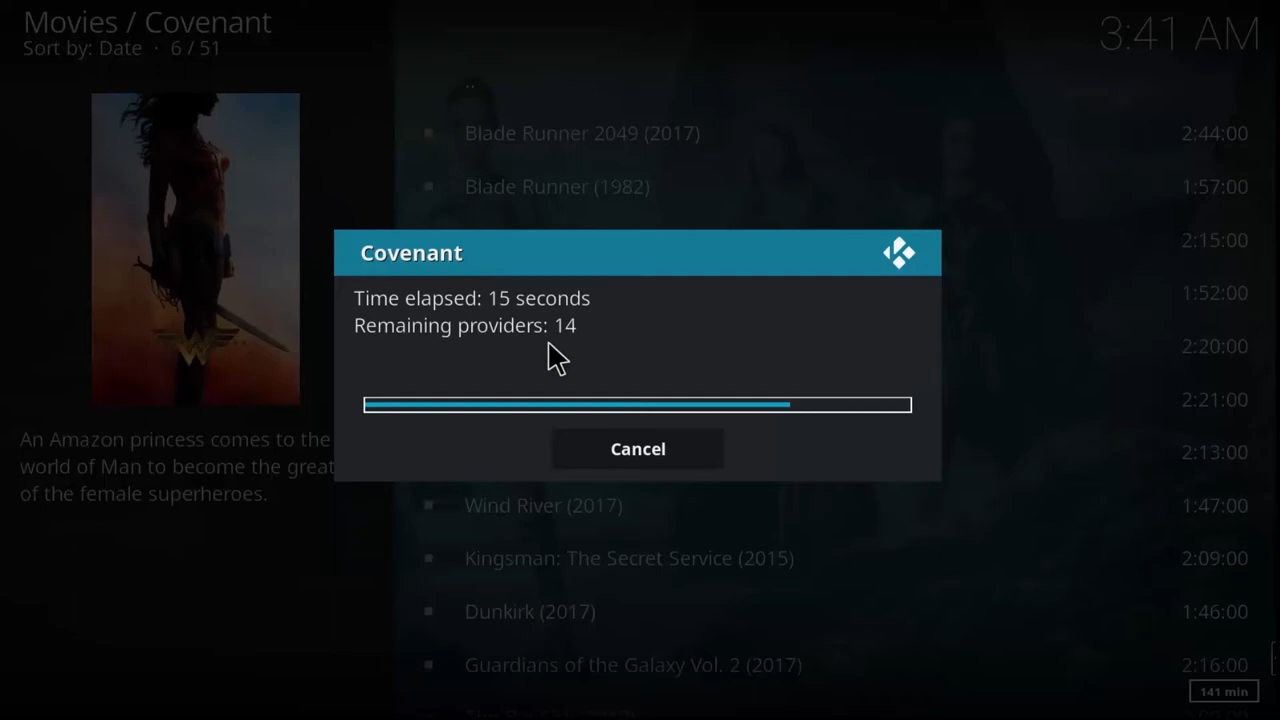 Movies / Covenant
Sort by: Date · 6 / 51
3:41 AM
..
Blade Runner 2049 (2017)
2:44:00
Blade Runner (1982)
1:57:00
2:15:00
1:52:00
2:20:00
2:21:00
2:13:00
Covenant
Time elapsed: 15 seconds
Remaining providers: 14
Cancel
An Amazon princess comes to the
world of Man to become the great
of the female superheroes.
Wind River (2017)
1:47:00
Kingsman: The Secret Service (2015)
2:09:00
Dunkirk (2017)
1:46:00
Guardians of the Galaxy Vol. 2 (2017)
2:16:00
141 min